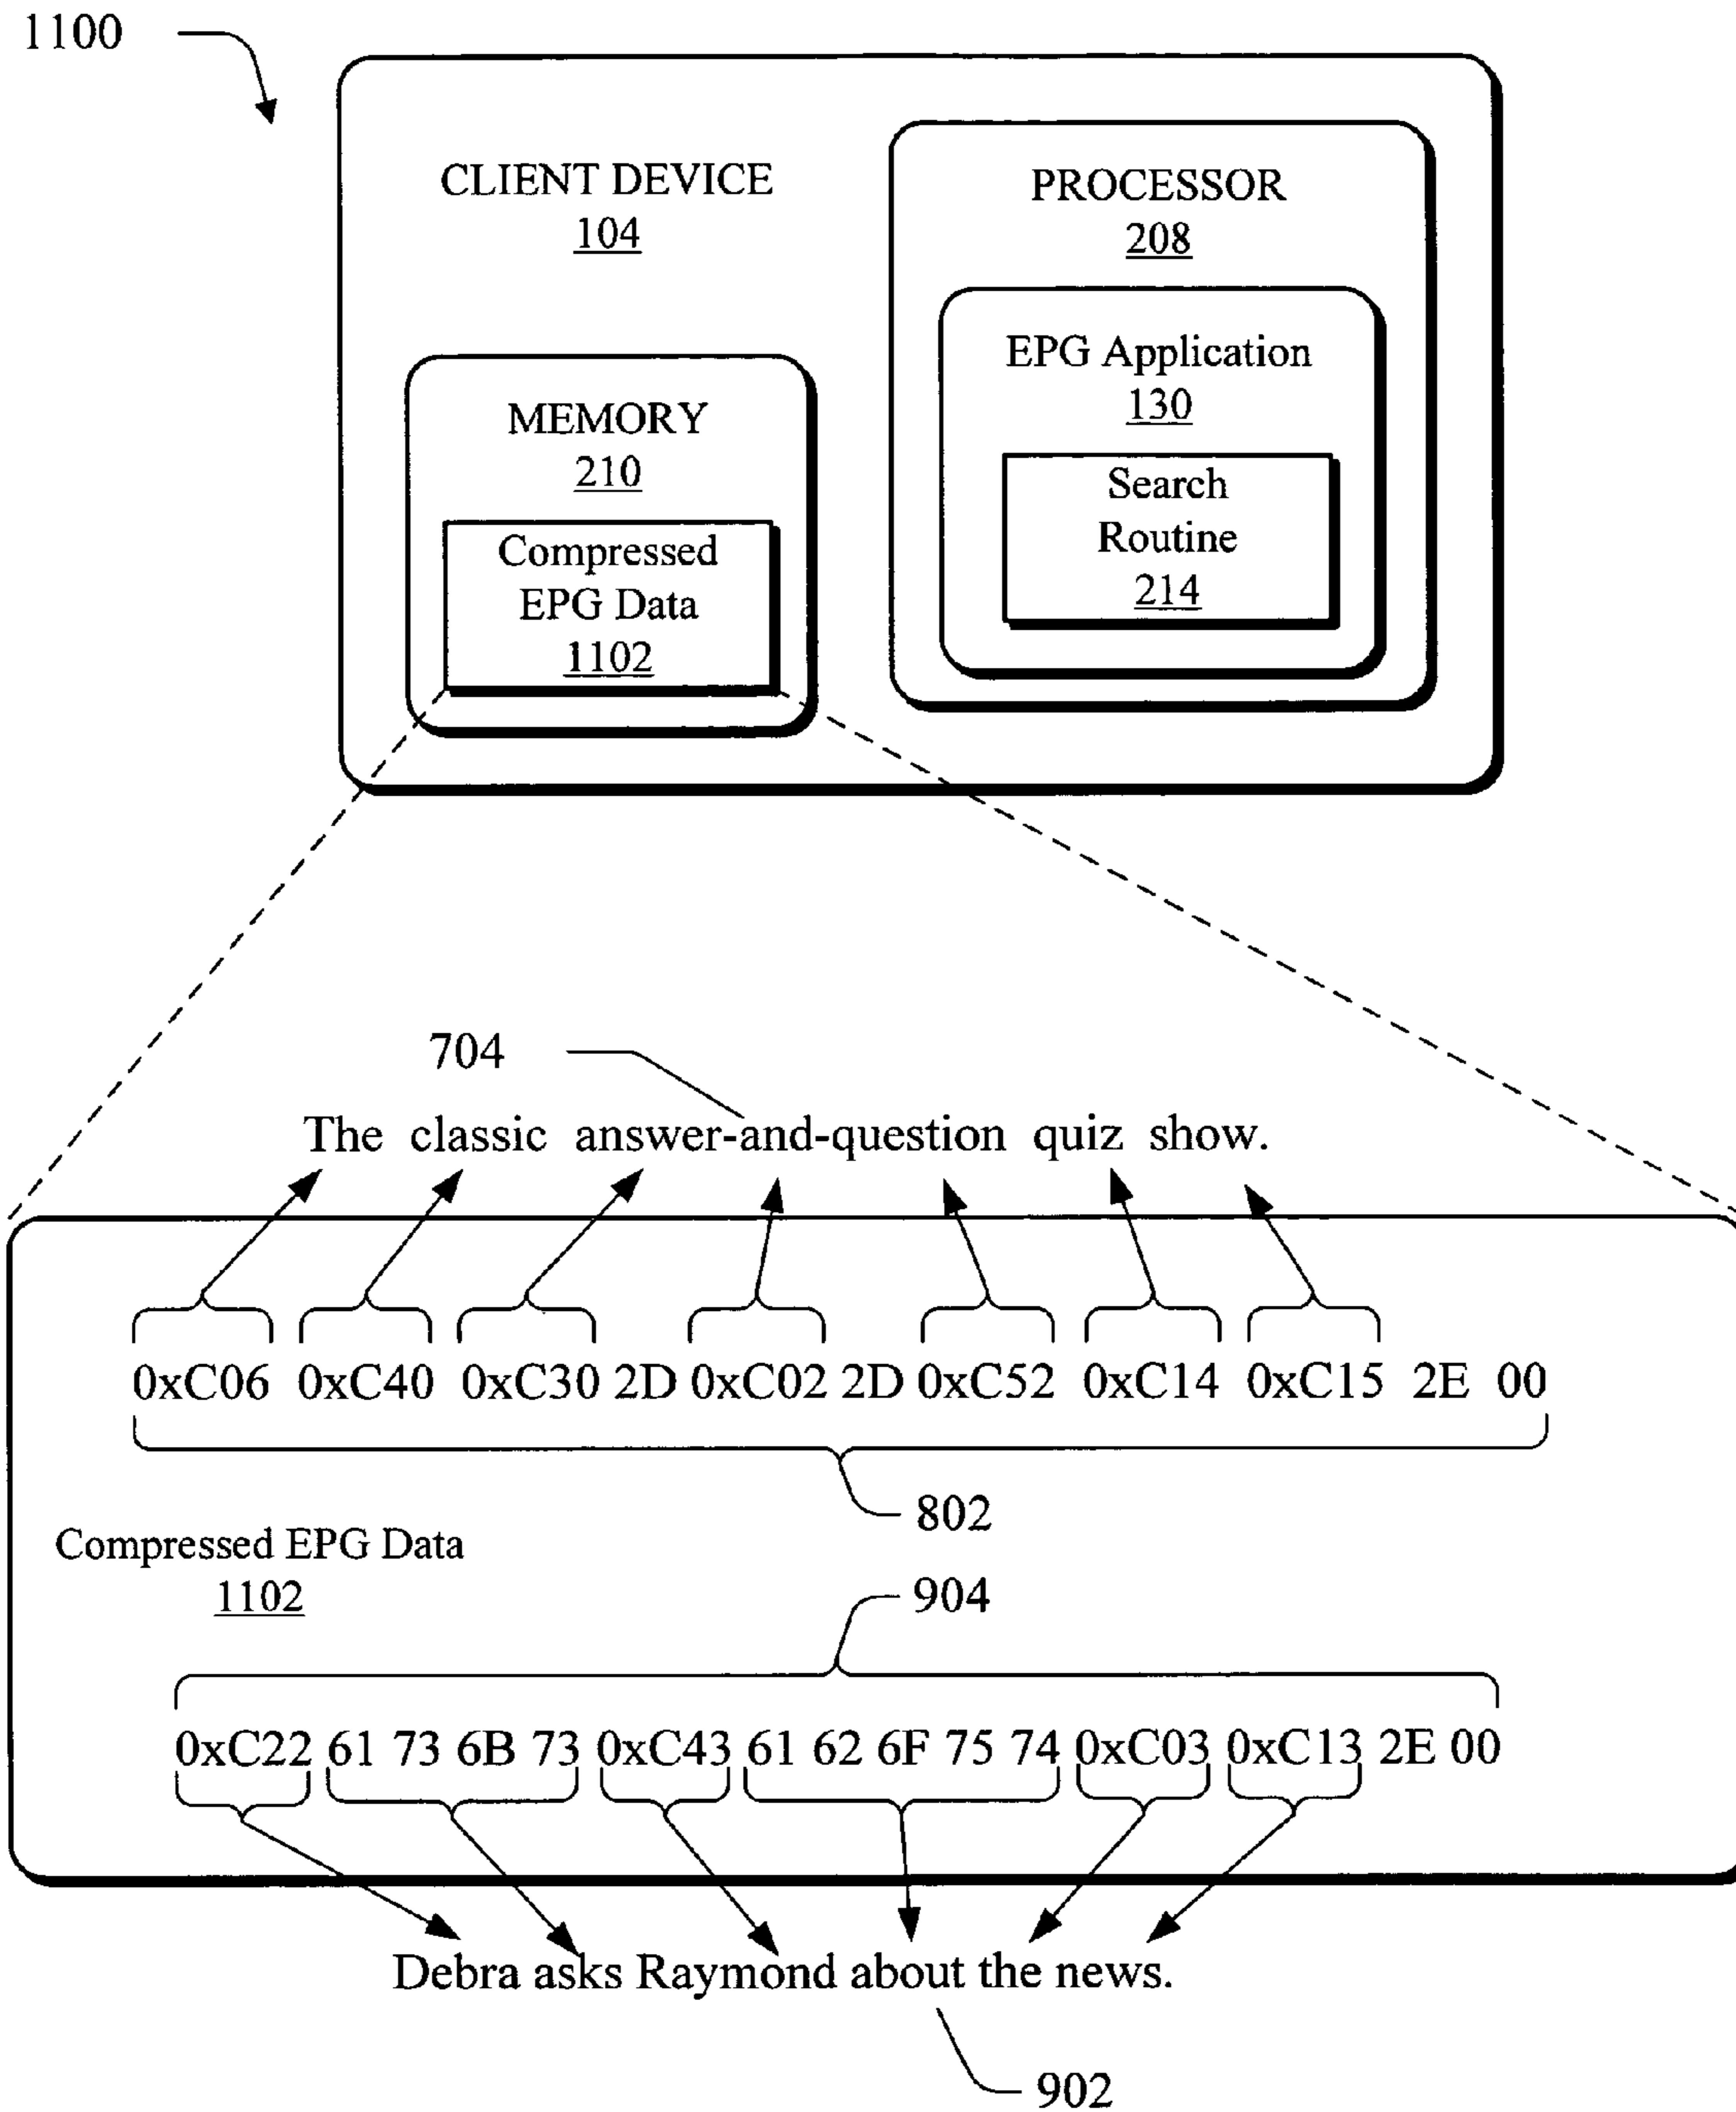 1100
CLIENT DEVICE
104
PROCESSOR
208
EPG Application
130
Search
Routine
214
MEMORY
210
Compressed
EPG Data
1102
704
The classic answer-and-question quiz show.
0xC06 0xC40 0xC30 2D 0xC02 2D 0xC52 0xC14 0xC15 2E 00
802
Compressed EPG Data
1102
904
0xC22 61 73 6B 73 0xC43 61 62 6F 75 74 0xC03 0xC13 2E 00
Debra asks Raymond about the news.
902